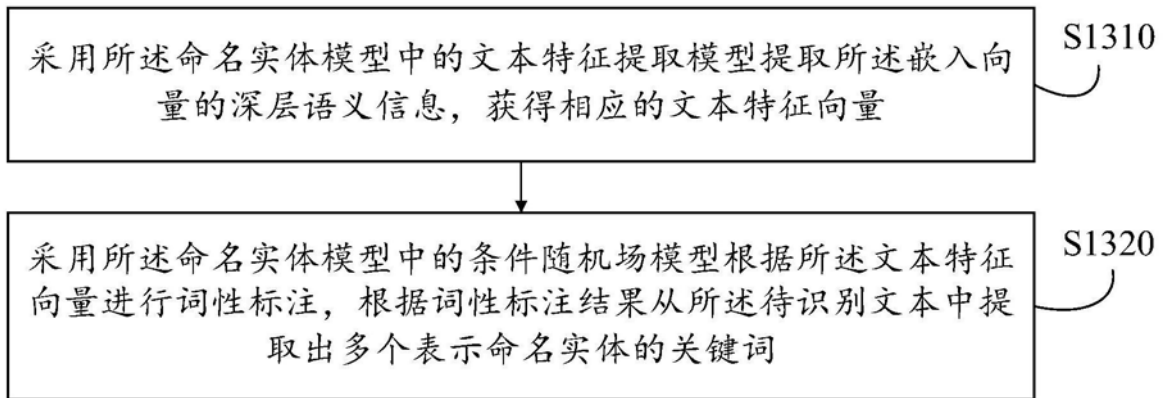 采用所述命名实体模型中的文本特征提取模型提取所述嵌入向
量的深层语义信息，获得相应的文本特征向量
S1310
采用所述命名实体模型中的条件随机场模型根据所述文本特征
向量进行词性标注，根据词性标注结果从所述待识别文本中提
取出多个表示命名实体的关键词
S1320